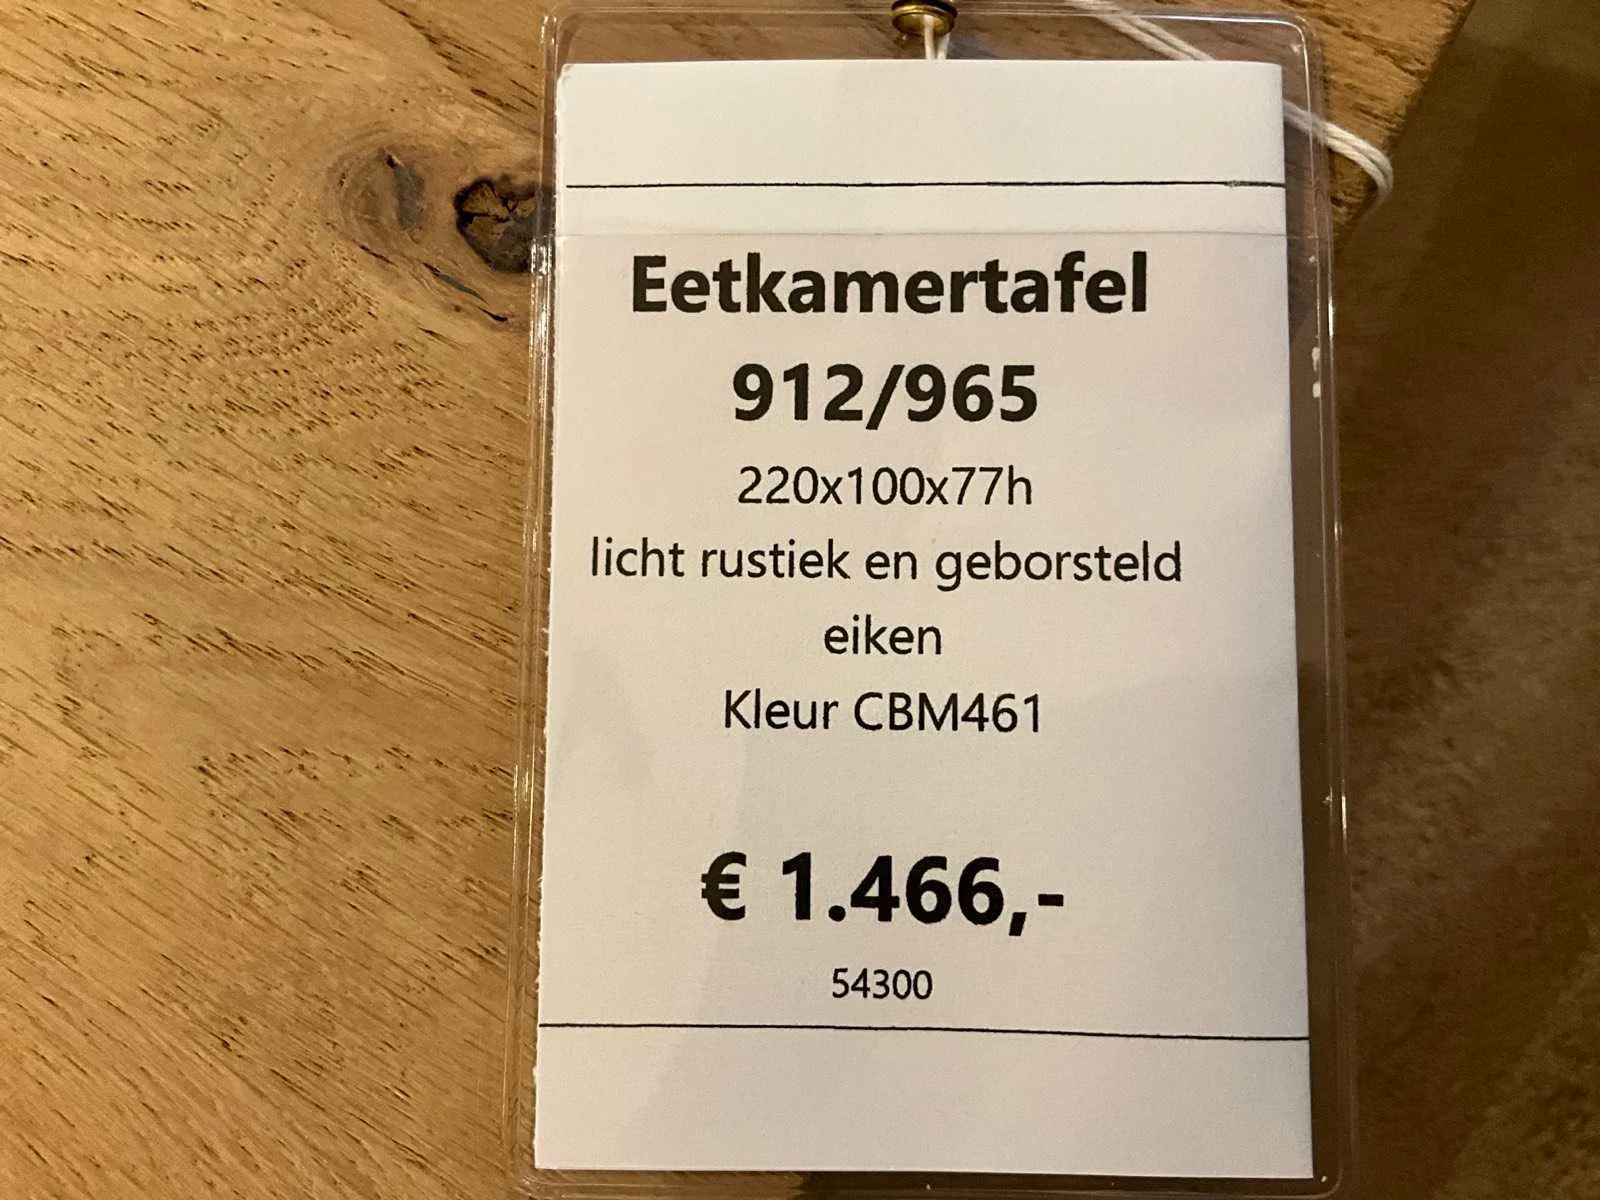 Eetkamertafel
912/965
220x100x77h
licht rustiek en geborsteld
eiken
Kleur CBM461
€ 1.466,-
54300